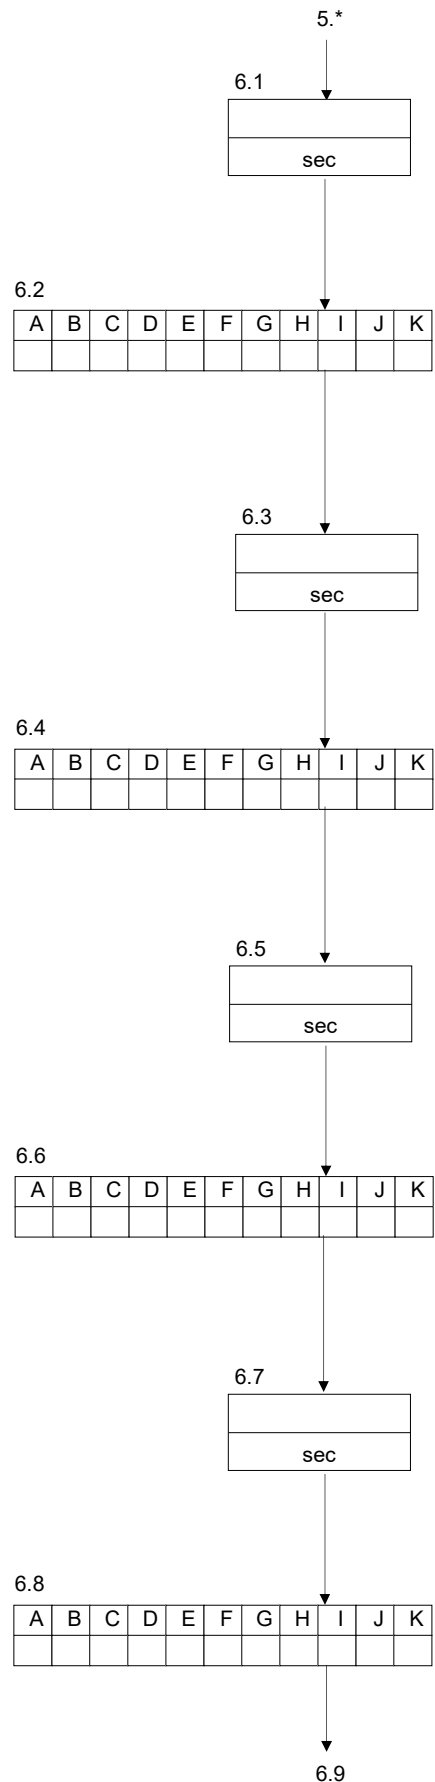 5.*
6.1
sec
6.2
A B C D E F G H I J K
6.3
sec
6.4
A B C D E F G H I J K
6.5
sec
6.6
A B C D E F G H I J K
6.7
sec
6.8
A B C D E F G H I J K
6.9